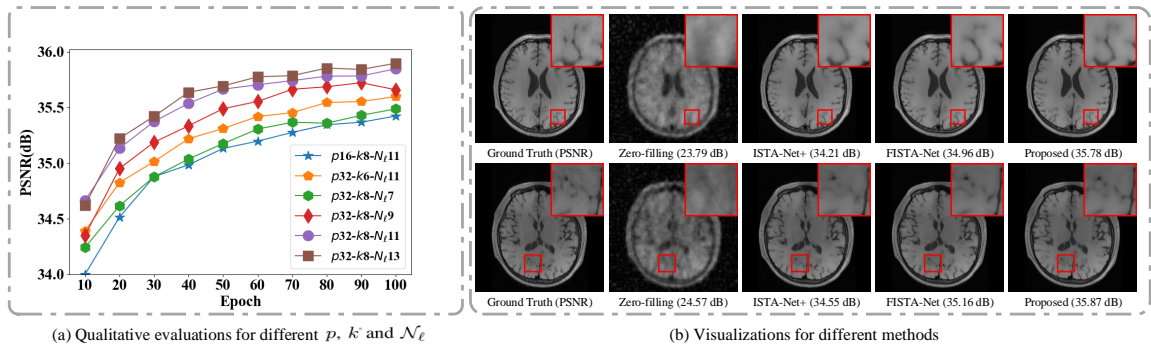 36.0
35.5
35.0
34.5
34.0
PSNR(dB)
10 20 30 40 50 60 70 80 90 100
Epoch
p16-k8-Nℓ11
p32-k6-Nℓ11
p32-k8-Nℓ7
p32-k8-Nℓ9
p32-k8-Nℓ11
p32-k8-Nℓ13
(a) Qualitative evaluations for different p, k and 𝒩ℓ
Ground Truth (PSNR) Zero-filling (23.79 dB) ISTA-Net+ (34.21 dB) FISTA-Net (34.96 dB) Proposed (35.78 dB)
Ground Truth (PSNR) Zero-filling (24.57 dB) ISTA-Net+ (34.55 dB) FISTA-Net (35.16 dB) Proposed (35.87 dB)
(b) Visualizations for different methods